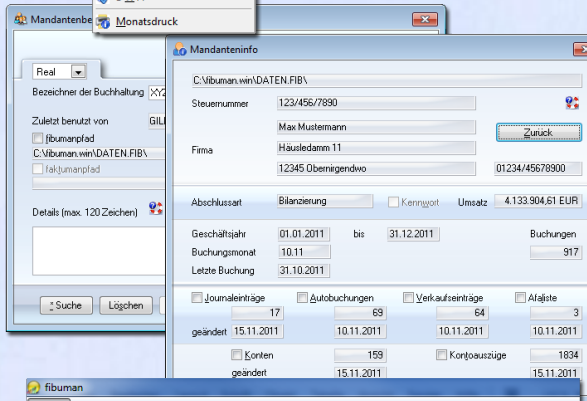 Monatsdruck
Mandantenbe
Real
Bezeichner der Buchhaltung XYZ
Zuletzt benutzt von GIL
fibumanpfad
C:\fibuman.win\DATEN.FIB\
faktumanpfad
Details (max. 120 Zeichen)
Suche Löschen
Mandanteninfo
C:\fibuman.win\DATEN.FIB\
Steuernummer 123/456/7890
Max Mustermann Zurück
Firma Häusledamm 11
12345 Obernirgendwo 01234/45678900
Abschlussart Bilanzierung Kennwort Umsatz 4.133.904,61 EUR
Geschäftsjahr 01.01.2011 bis 31.12.2011 Buchungen
Buchungsmonat 10.11 917
Letzte Buchung 31.10.2011
Journaleinträge Autobuchungen Verkaufseinträge Afaliste
17 69 64 3
geändert 15.11.2011 10.11.2011 10.11.2011 10.11.2011
Konten 159 Kontoauszüge 1834
geändert 15.11.2011 15.11.2011
fibuman